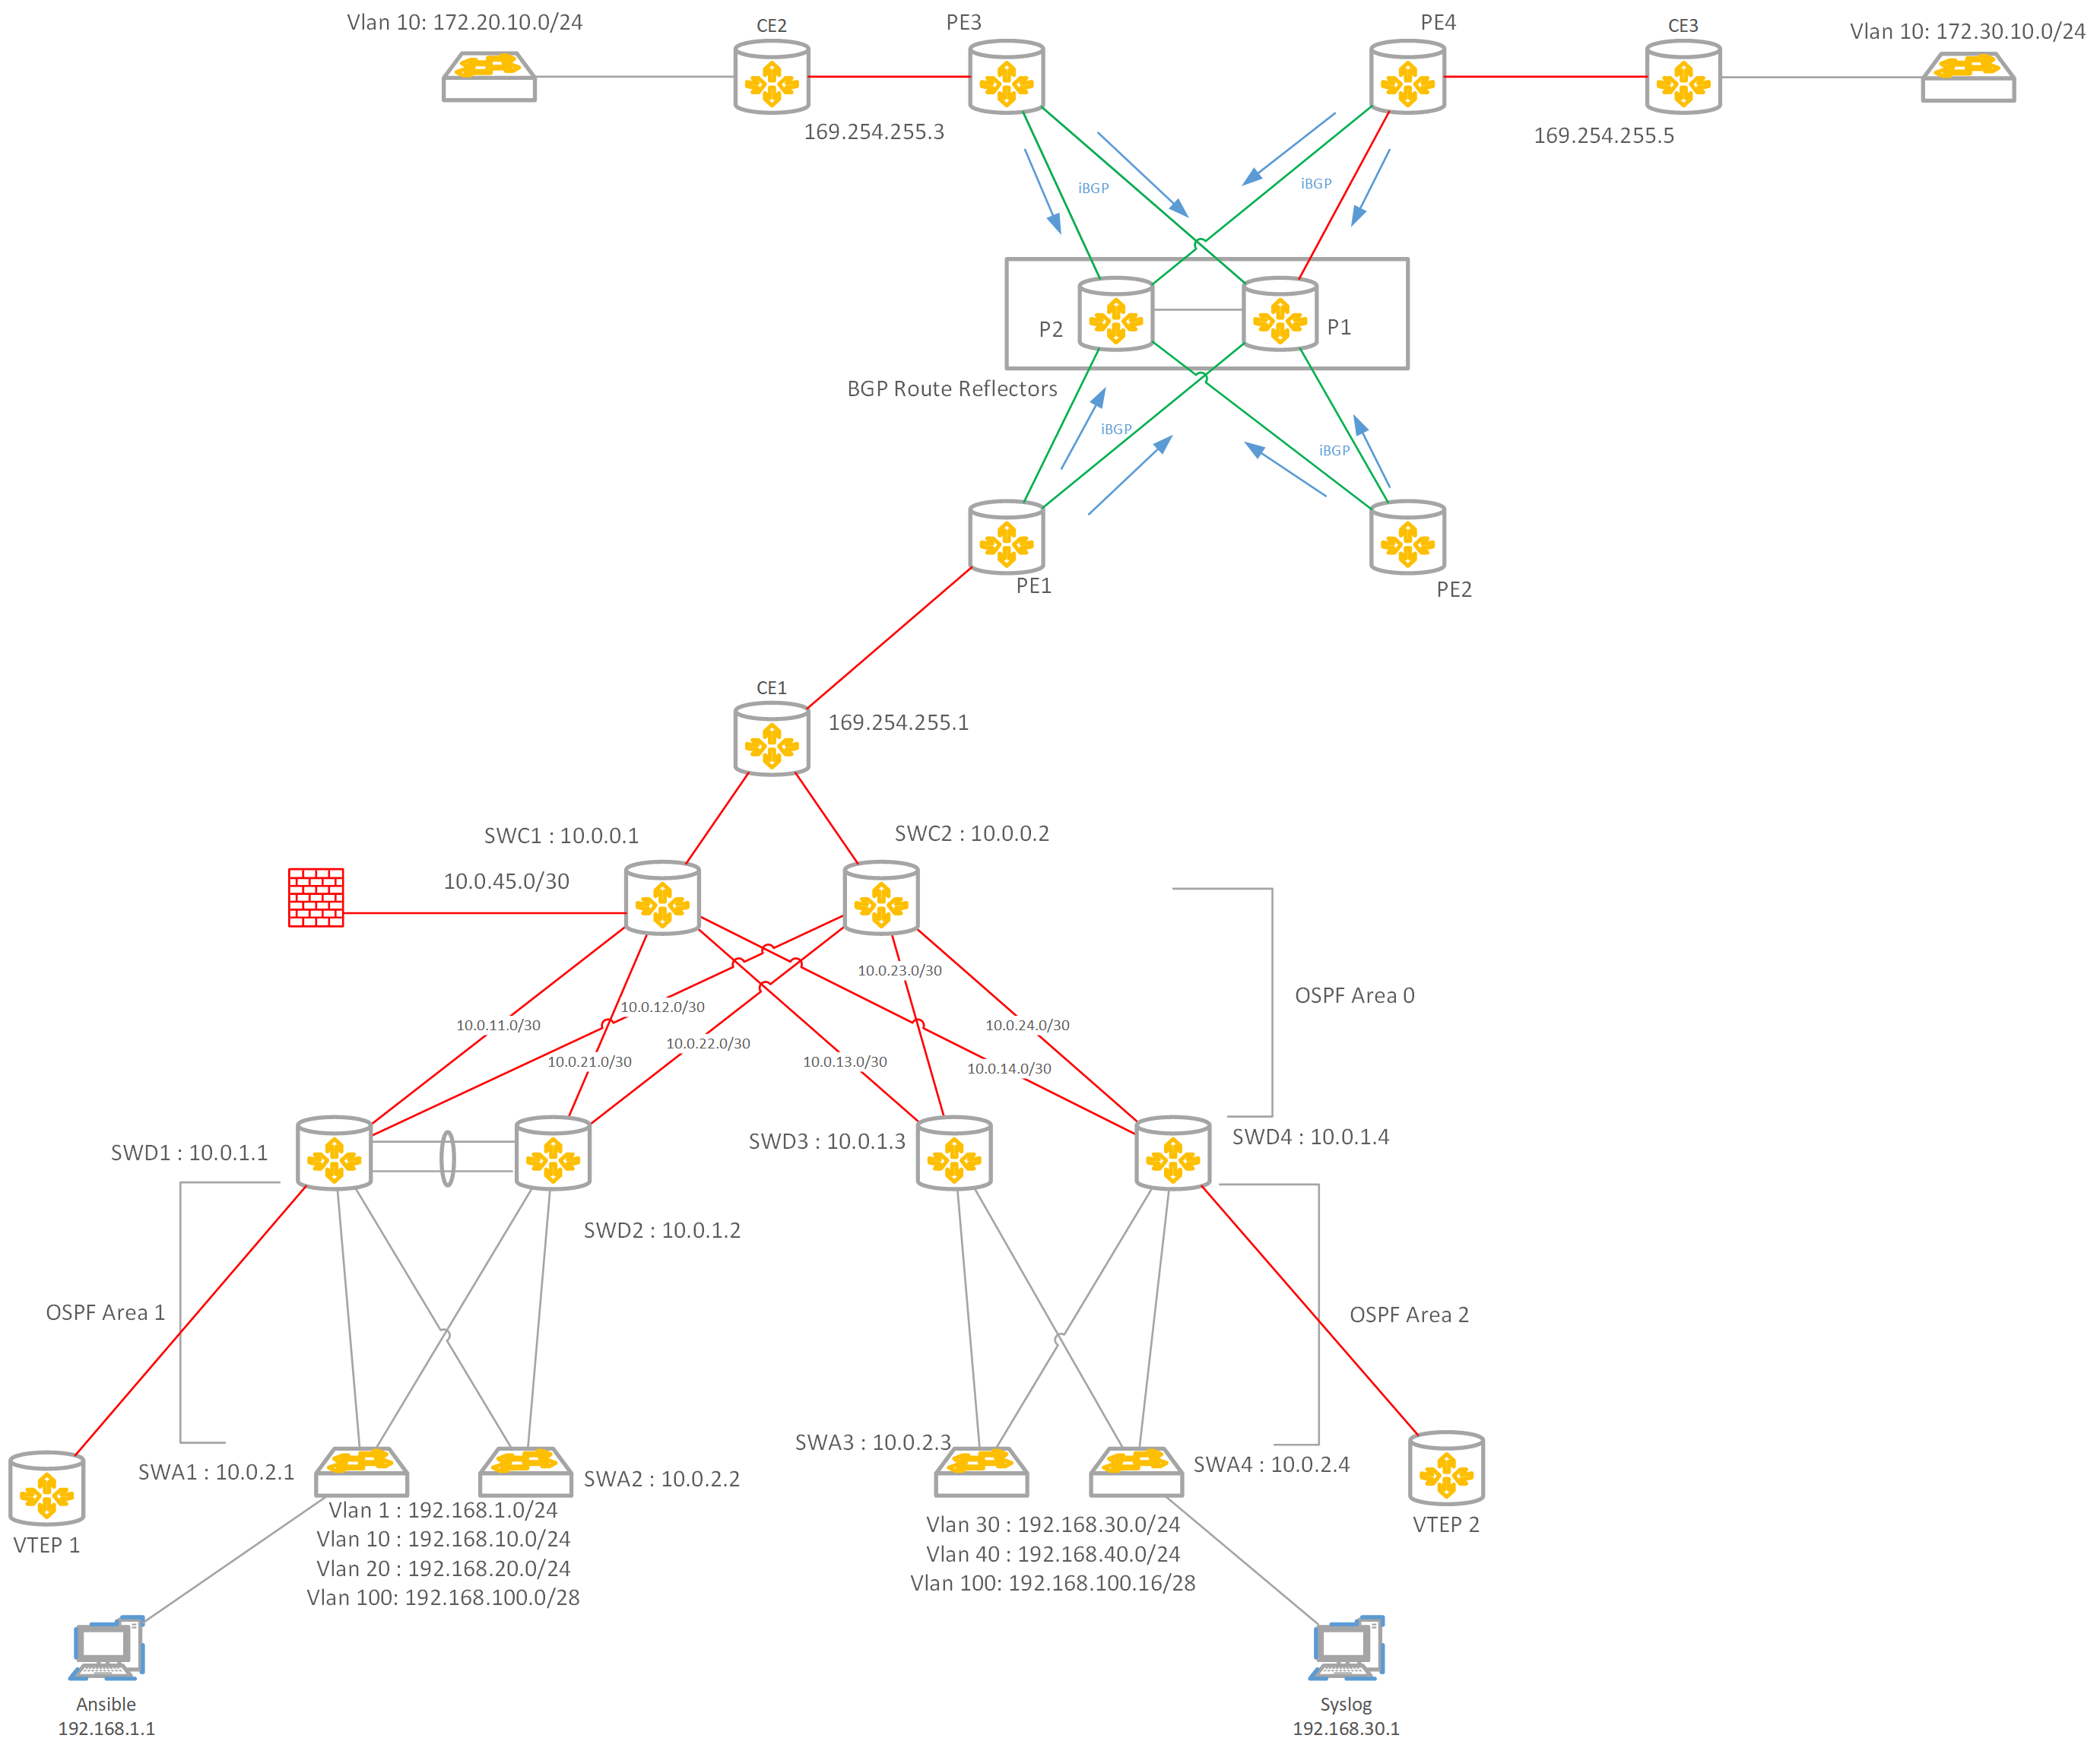 Vlan 10: 172.20.10.0/24
CE2
PE3
PE4
CE3
Vlan 10: 172.30.10.0/24
169.254.255.3
169.254.255.5
iBGP
iBGP
P2
P1
BGP Route Reflectors
iBGP
iBGP
PE1
PE2
CE1
169.254.255.1
SWC1 : 10.0.0.1
SWC2 : 10.0.0.2
10.0.45.0/30
10.0.23.0/30
OSPF Area 0
10.0.12.0/30
10.0.11.0/30
10.0.24.0/30
10.0.22.0/30
10.0.21.0/30
10.0.13.0/30
10.0.14.0/30
SWD1 : 10.0.1.1
SWD3 : 10.0.1.3
SWD4 : 10.0.1.4
SWD2 : 10.0.1.2
OSPF Area 1
OSPF Area 2
SWA1 : 10.0.2.1
SWA2 : 10.0.2.2
SWA3 : 10.0.2.3
SWA4 : 10.0.2.4
VTEP 1
Vlan 1 : 192.168.1.0/24
Vlan 10 : 192.168.10.0/24
Vlan 20 : 192.168.20.0/24
Vlan 100: 192.168.100.0/28
Vlan 30 : 192.168.30.0/24
Vlan 40 : 192.168.40.0/24
Vlan 100: 192.168.100.16/28
VTEP 2
Ansible
192.168.1.1
Syslog
192.168.30.1